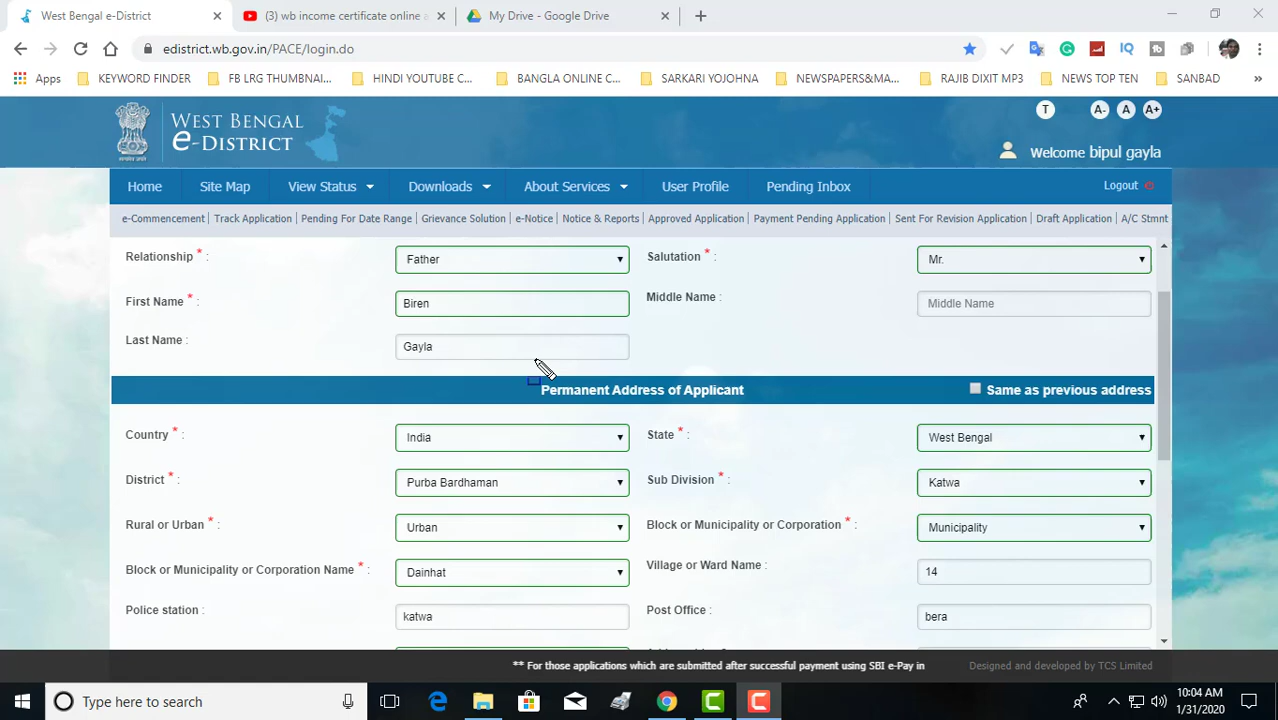 West Bengal e-District
(3) wb income certificate online a
My Drive - Google Drive
edistrict.wb.gov.in/PACE/login.do
Apps KEYWORD FINDER FB LRG THUMBNAI... HINDI YOUTUBE C... BANGLA ONLINE C... SARKARI YOJOHNA NEWSPAPERS&MA... RAJIB DIXIT MP3 NEWS TOP TEN SANBAD »
WEST BENGAL
e-DISTRICT
T A- A A+
Welcome bipul gayla
Home Site Map View Status Downloads About Services User Profile Pending Inbox Logout
e-Commencement| Track Application| Pending For Date Range| Grievance Solution| e-Notice| Notice & Reports| Approved Application| Payment Pending Application| Sent For Revision Application| Draft Application| A/C Stmnt
Relationship * : Father Salutation * : Mr.
First Name * : Biren Middle Name : Middle Name
Last Name : Gayla
Permanent Address of Applicant Same as previous address
Country * : India State * : West Bengal
District * : Purba Bardhaman Sub Division * : Katwa
Rural or Urban * : Urban Block or Municipality or Corporation * : Municipality
Block or Municipality or Corporation Name * : Dainhat Village or Ward Name : 14
Police station : katwa Post Office : bera
** For those applications which are submitted after successful payment using SBI e-Pay in Designed and developed by TCS Limited
Type here to search
10:04 AM
1/31/2020